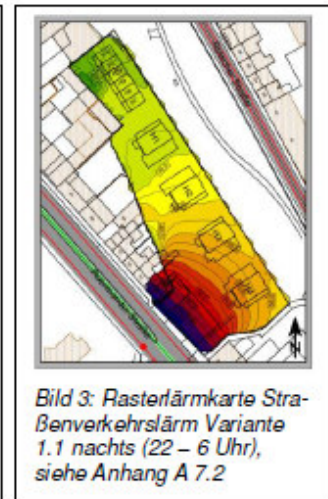 Bild 3: Rasterlärmkarte Stra-
ßenverkehrslärm Variante
1.1 nachts (22 – 6 Uhr),
siehe Anhang A 7.2